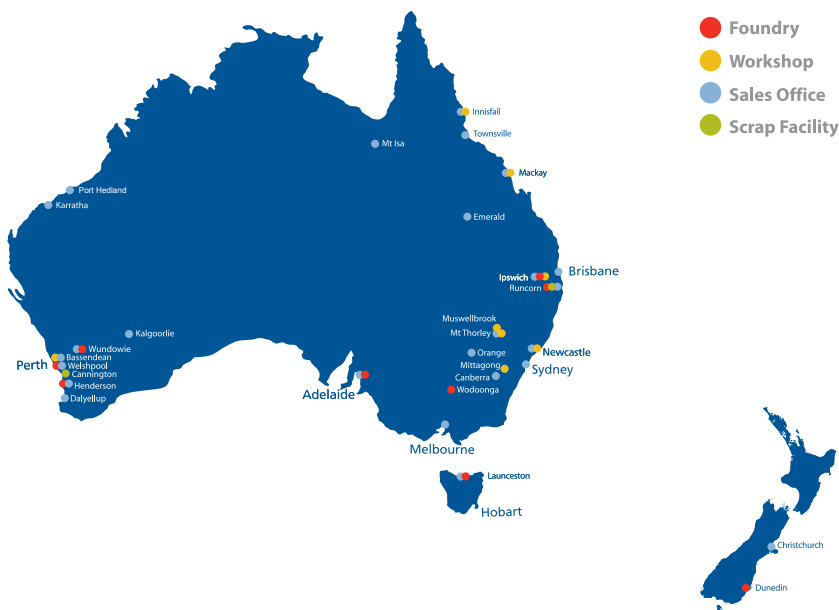 Foundry
Workshop
Sales Office
Scrap Facility
Innisfail
Townsville
Mt Isa
Mackay
Port Hedland
Karratha
Emerald
Brisbane
Ipswich
Runcorn
Muswellbrook
Mt Thorley
Kalgoorlie
Wundowie
Bassendean
Perth
Welshpool
Cannington
Henderson
Dalyellup
Orange
Newcastle
Mittagong
Sydney
Canberra
Wodoonga
Adelaide
Melbourne
Launceston
Hobart
Christchurch
Dunedin